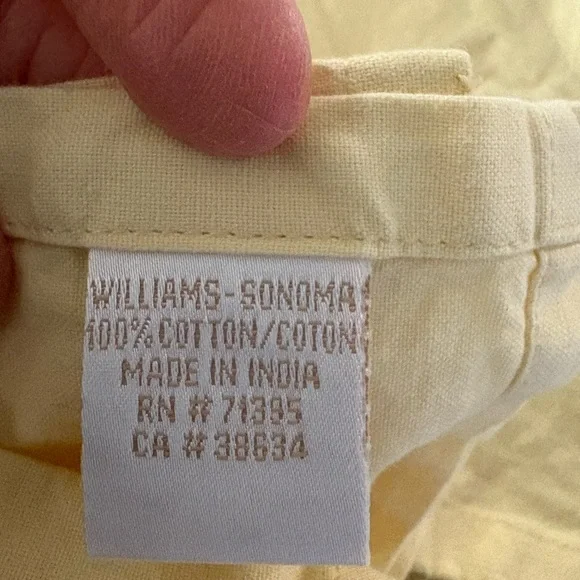 WILLIAMS-SONOMA
100% COTTON/COTON
MADE IN INDIA
RN # 71395
CA # 38634